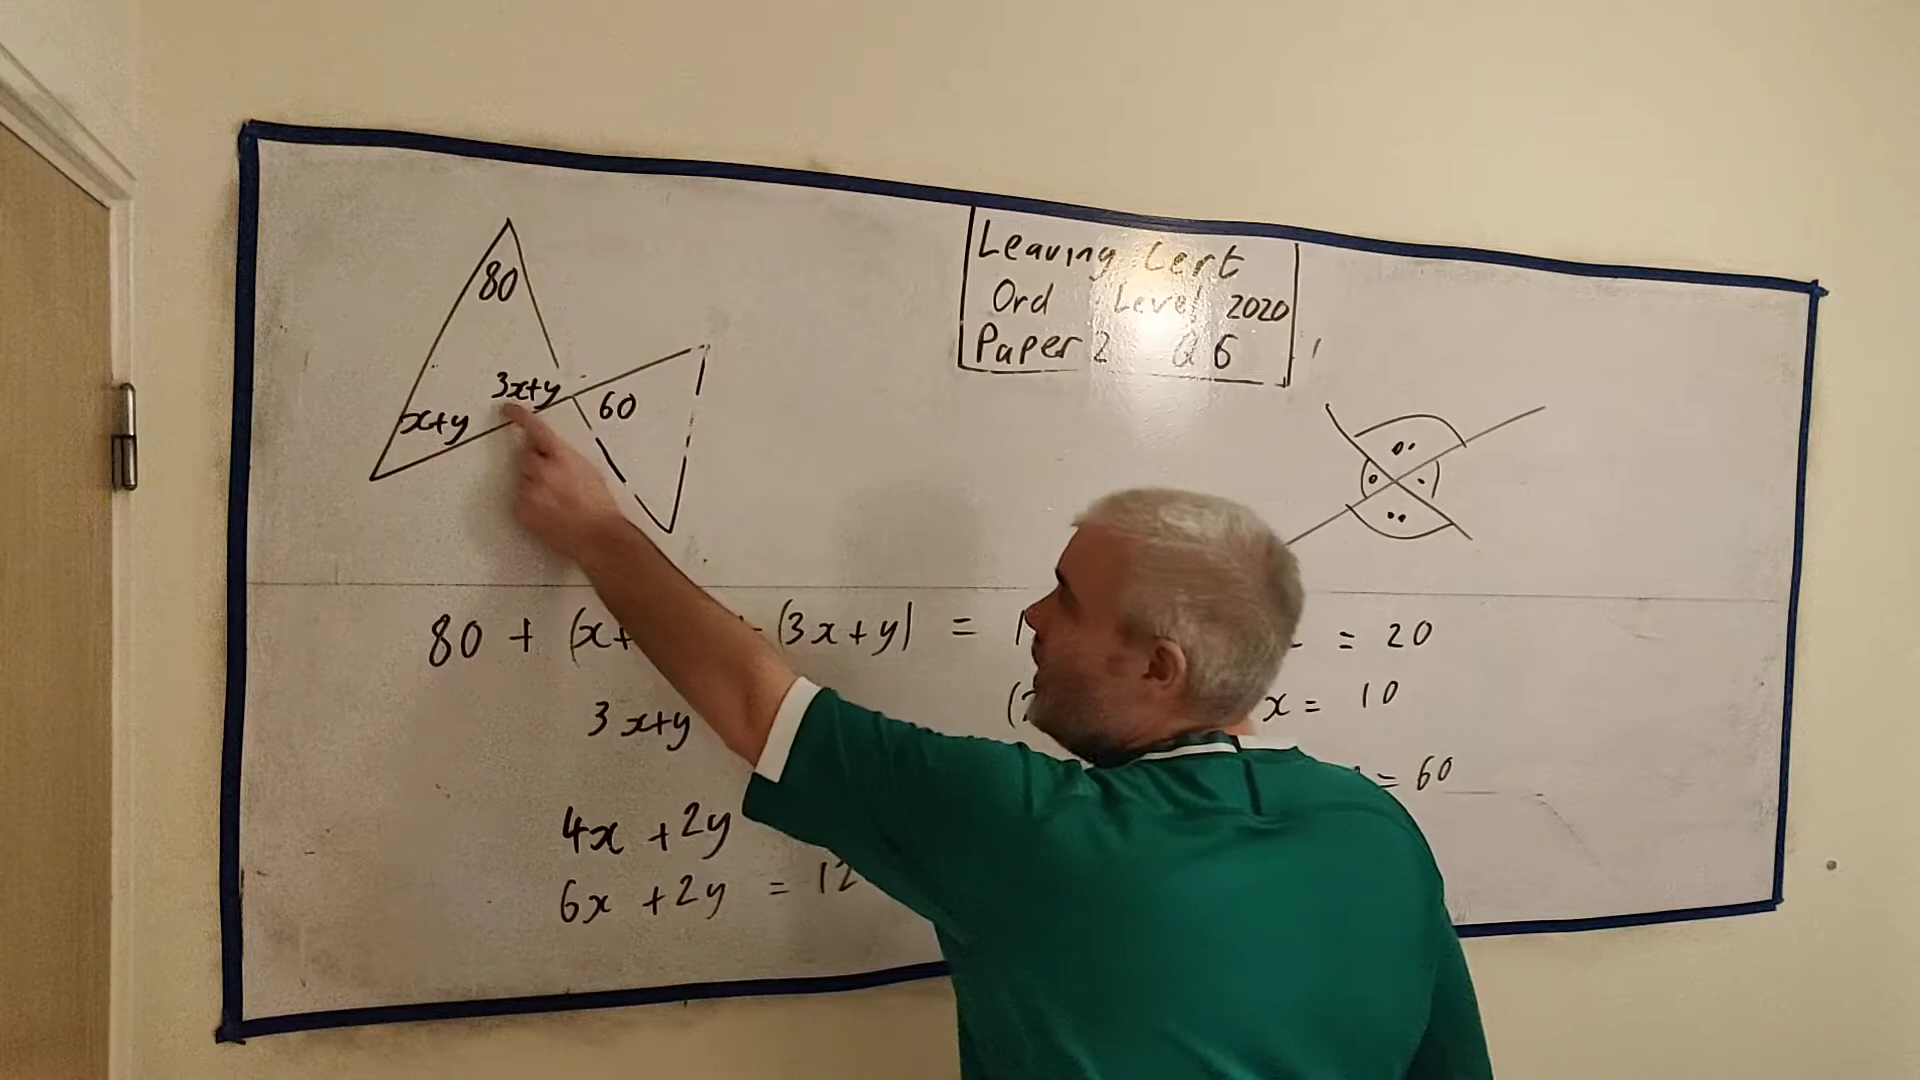 80
3x+y
x+y
60
Leaving Cert
Ord Level 2020
Paper 2 Q6
80 + (x+ (3x+y) =
= 20
3x+y
x = 10
= 60
4x + 2y
6x + 2y = 12